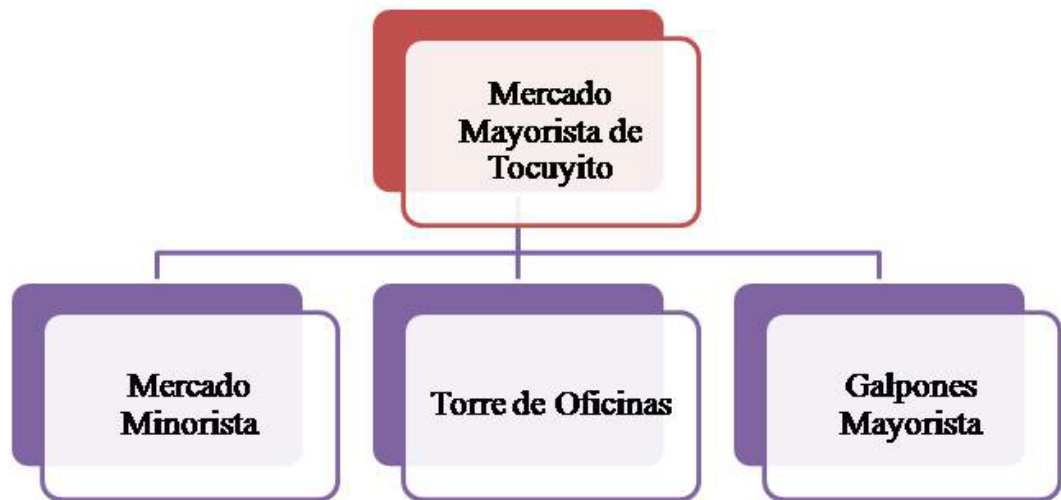 Mercado
Mayorista de
Tocuyito
Mercado
Minorista
Torre de Oficinas
Galpones
Mayorista